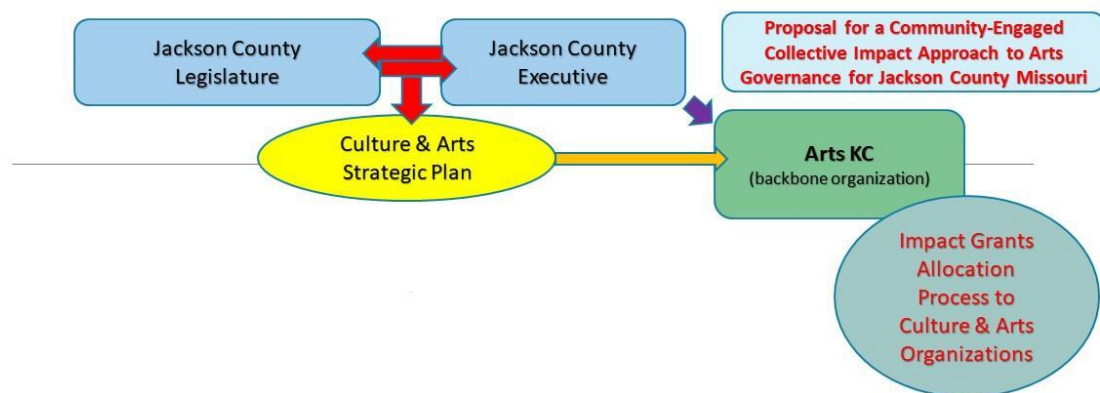 Jackson County
Legislature
Jackson County
Executive
Proposal for a Community-Engaged
Collective Impact Approach to Arts
Governance for Jackson County Missouri
Culture & Arts
Strategic Plan
Arts KC
(backbone organization)
Impact Grants
Allocation
Process to
Culture & Arts
Organizations